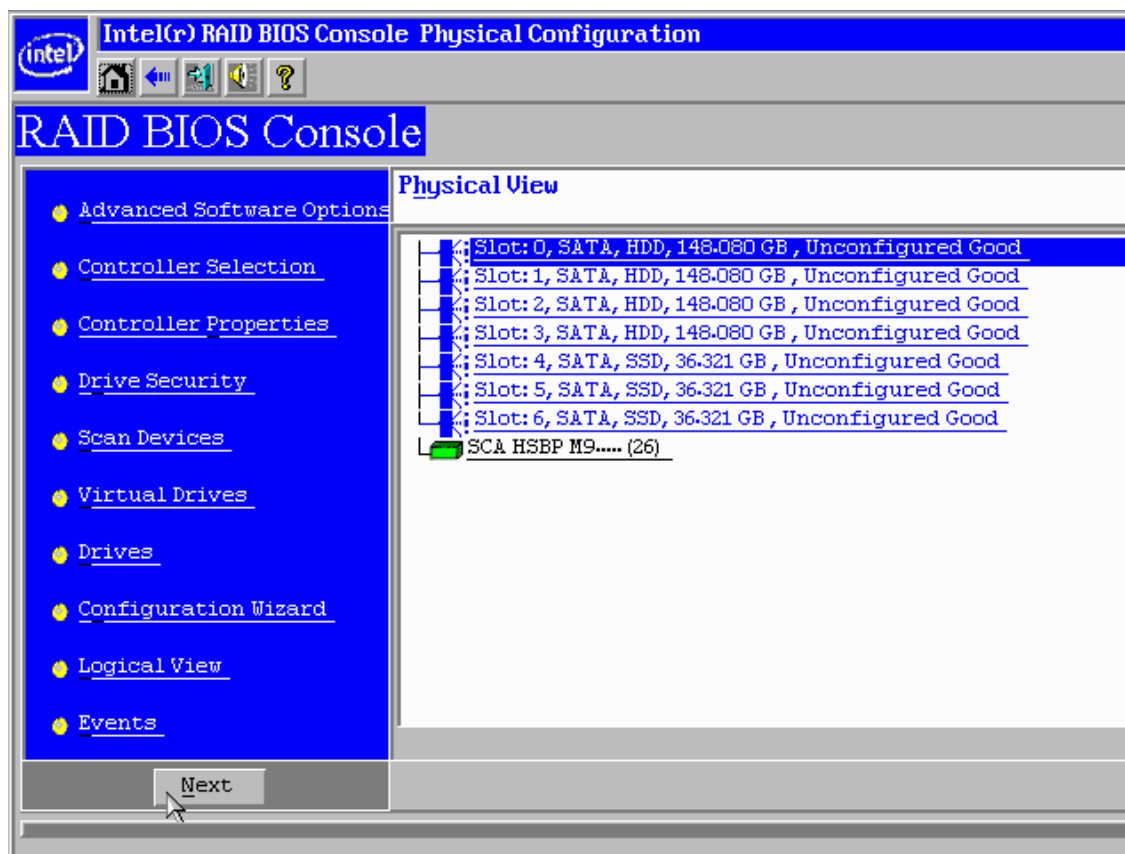 Intel(r) RAID BIOS Console Physical Configuration
intel
RAID BIOS Console
Advanced Software Options
Controller Selection
Controller Properties
Drive Security
Scan Devices
Virtual Drives
Drives
Configuration Wizard
Logical View
Events
Next
Physical View
Slot: 0, SATA, HDD, 148.080 GB , Unconfigured Good
Slot: 1, SATA, HDD, 148.080 GB , Unconfigured Good
Slot: 2, SATA, HDD, 148.080 GB , Unconfigured Good
Slot: 3, SATA, HDD, 148.080 GB , Unconfigured Good
Slot: 4, SATA, SSD, 36.321 GB , Unconfigured Good
Slot: 5, SATA, SSD, 36.321 GB , Unconfigured Good
Slot: 6, SATA, SSD, 36.321 GB , Unconfigured Good
SCA HSBP M9..... (26)